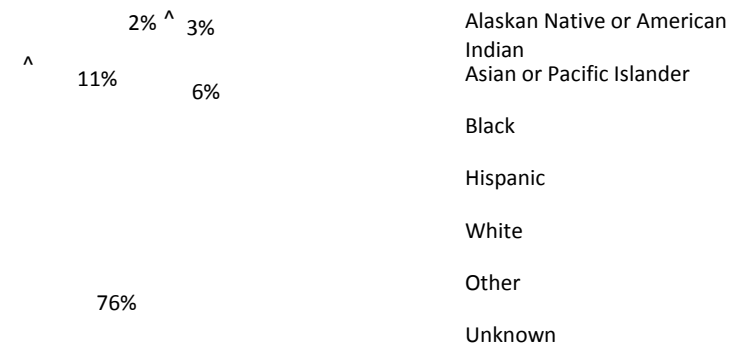 2% ^ 3%
^
11%
6%
76%
Alaskan Native or American
Indian
Asian or Pacific Islander
Black
Hispanic
White
Other
Unknown